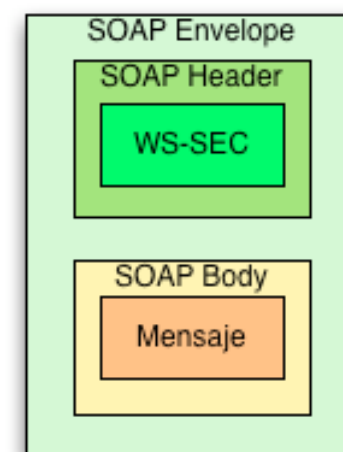 SOAP Envelope
SOAP Header
WS-SEC
SOAP Body
Mensaje